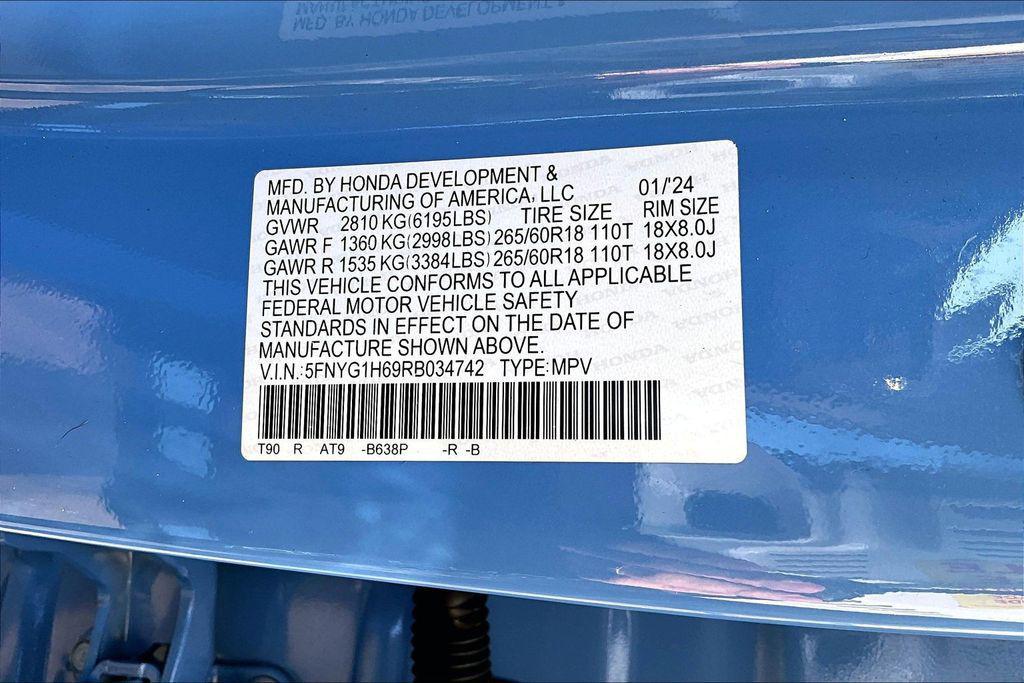 MFD. BY HONDA DEVELOPMENT &
MANUFACTURING OF AMERICA, LLC 01/'24
GVWR 2810 KG(6195LBS) TIRE SIZE RIM SIZE
GAWR F 1360 KG(2998LBS) 265/60R18 110T 18X8.0J
GAWR R 1535 KG(3384LBS) 265/60R18 110T 18X8.0J
THIS VEHICLE CONFORMS TO ALL APPLICABLE
FEDERAL MOTOR VEHICLE SAFETY
STANDARDS IN EFFECT ON THE DATE OF
MANUFACTURE SHOWN ABOVE.
V.I.N.:5FNYG1H69RB034742 TYPE:MPV
T90 R AT9 -B638P -R -B